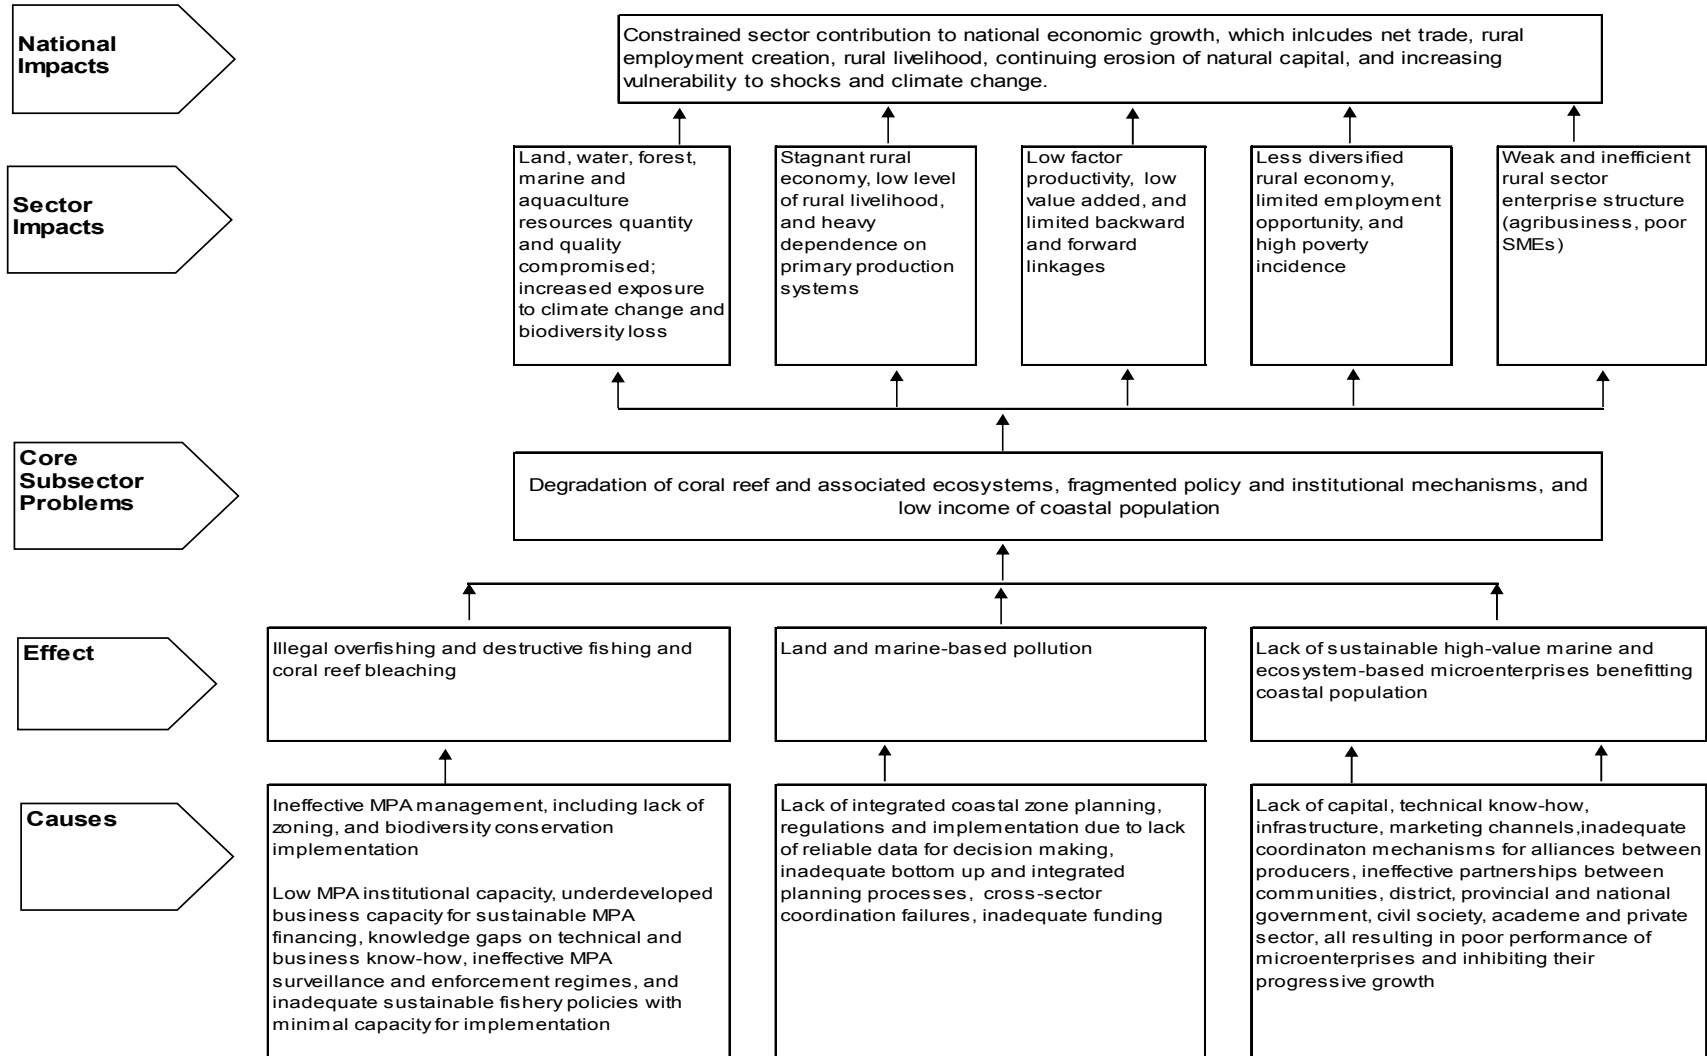 National
Impacts
Constrained sector contribution to national economic growth, which inlcudes net trade, rural
employment creation, rural livelihood, continuing erosion of natural capital, and increasing
vulnerability to shocks and climate change.
Sector
Impacts
Land, water, forest,
marine and
aquaculture
resources quantity
and quality
compromised;
increased exposure
to climate change and
biodiversity loss
Stagnant rural
economy, low level
of rural livelihood,
and heavy
dependence on
primary production
systems
Low factor
productivity, low
value added, and
limited backward
and forward
linkages
Less diversified
rural economy,
limited employment
opportunity, and
high poverty
incidence
Weak and inefficient
rural sector
enterprise structure
(agribusiness, poor
SMEs)
Core
Subsector
Problems
Degradation of coral reef and associated ecosystems, fragmented policy and institutional mechanisms, and
low income of coastal population
Effect
Illegal overfishing and destructive fishing and
coral reef bleaching
Land and marine-based pollution
Lack of sustainable high-value marine and
ecosystem-based microenterprises benefitting
coastal population
Causes
Ineffective MPA management, including lack of
zoning, and biodiversity conservation
implementation
Low MPA institutional capacity, underdeveloped
business capacity for sustainable MPA
financing, knowledge gaps on technical and
business know-how, ineffective MPA
surveillance and enforcement regimes, and
inadequate sustainable fishery policies with
minimal capacity for implementation
Lack of integrated coastal zone planning,
regulations and implementation due to lack
of reliable data for decision making,
inadequate bottom up and integrated
planning processes, cross-sector
coordination failures, inadequate funding
Lack of capital, technical know-how,
infrastructure, marketing channels,inadequate
coordinaton mechanisms for alliances between
producers, ineffective partnerships between
communities, district, provincial and national
government, civil society, academe and private
sector, all resulting in poor performance of
microenterprises and inhibiting their
progressive growth